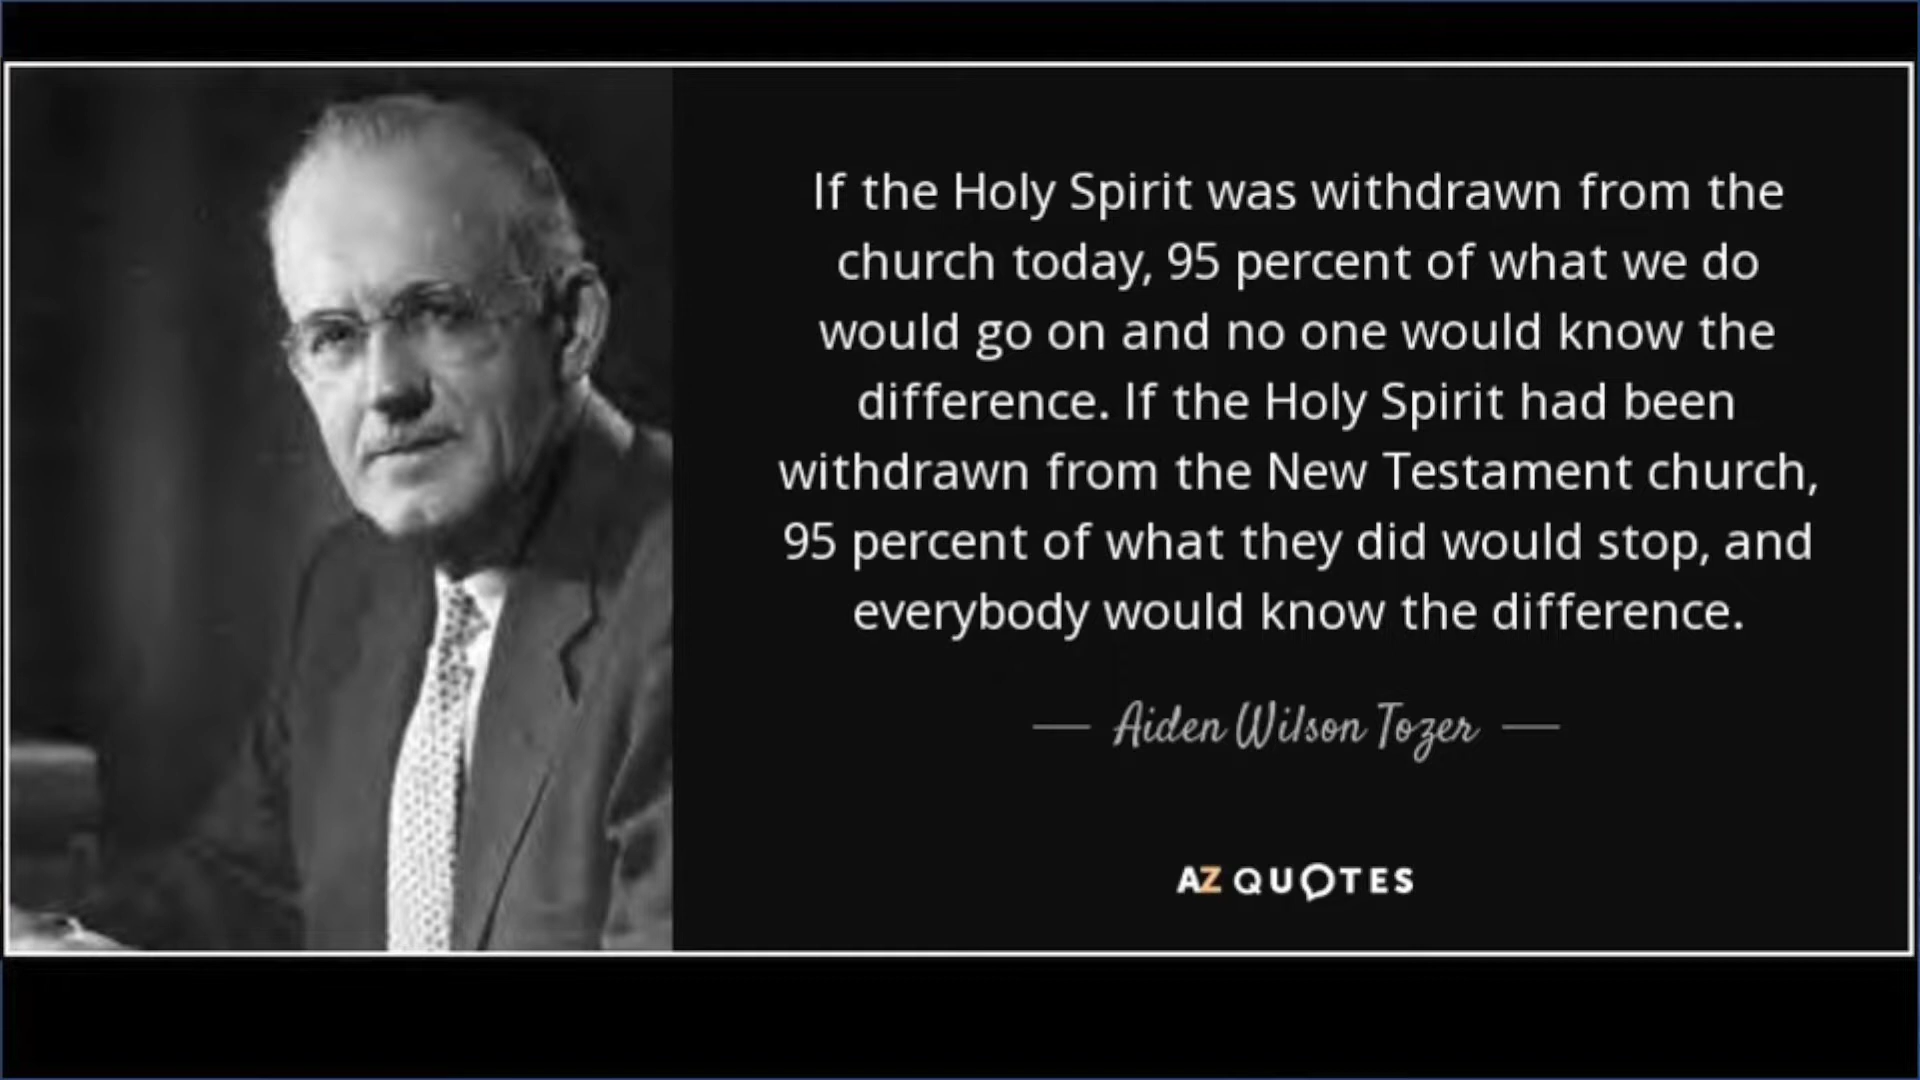 If the Holy Spirit was withdrawn from the
church today, 95 percent of what we do
would go on and no one would know the
difference. If the Holy Spirit had been
withdrawn from the New Testament church,
95 percent of what they did would stop, and
everybody would know the difference.
Aiden Wilson Tozer
AZ QUOTES